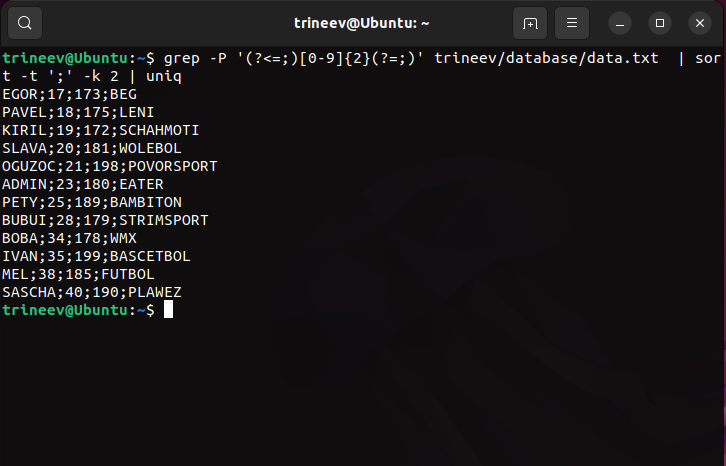 trineev@Ubuntu: ~
trineev@Ubuntu:~$ grep -P '(?<=;)[0-9]{2}(?=;)' trineev/database/data.txt  | sor
t -t ';' -k 2 | uniq
EGOR;17;173;BEG
PAVEL;18;175;LENI
KIRIL;19;172;SCHAHMOTI
SLAVA;20;181;WOLEBOL
OGUZOC;21;198;POVORSPORT
ADMIN;23;180;EATER
PETY;25;189;BAMBITON
BUBUI;28;179;STRIMSPORT
BOBA;34;178;WMX
IVAN;35;199;BASCETBOL
MEL;38;185;FUTBOL
SASCHA;40;190;PLAWEZ
trineev@Ubuntu:~$